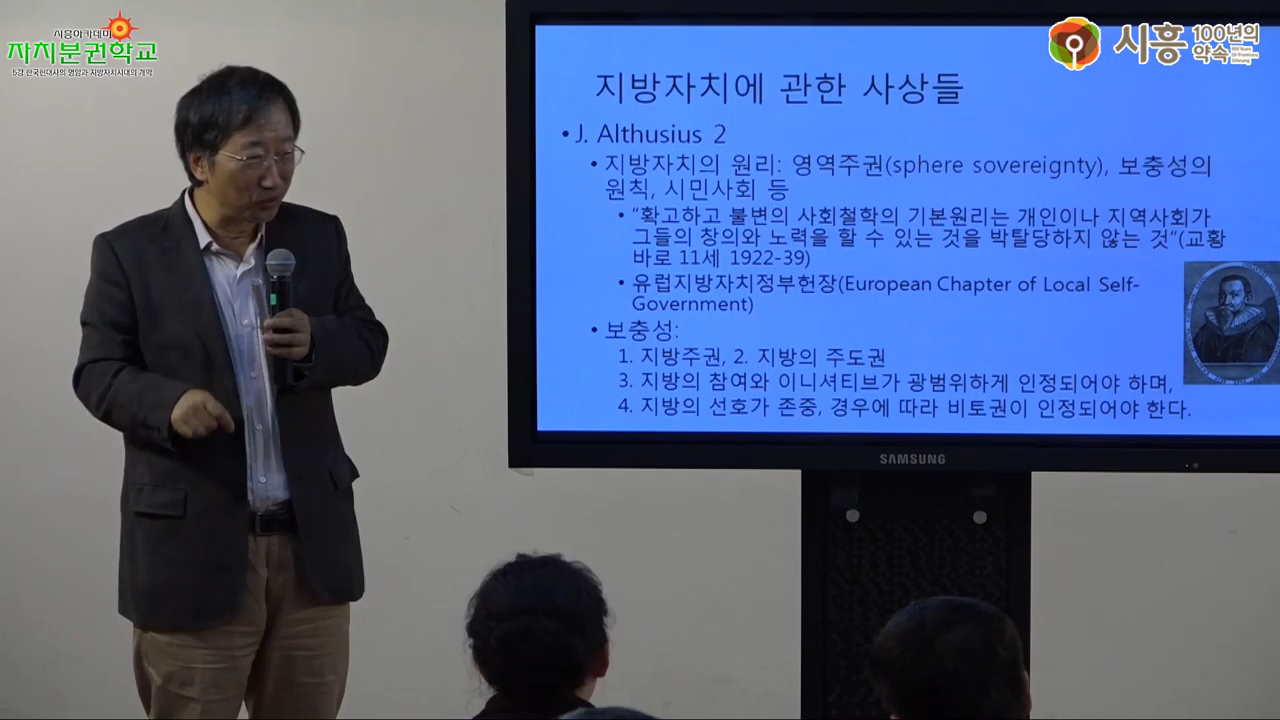 시흥아카데미
자치분권학교
5강 한국현대사의 명암과 지방자치시대의 개막
시흥 100년의
약속
지방자치에 관한 사상들
• J. Althusius 2
• 지방자치의 원리: 영역주권(sphere sovereignty), 보충성의
원칙, 시민사회 등
• "확고하고 불변의 사회철학의 기본원리는 개인이나 지역사회가
그들의 창의와 노력을 할 수 있는 것을 박탈당하지 않는 것"(교황
바로 11세 1922-39)
• 유럽지방자치정부헌장(European Chapter of Local Self-
Government)
• 보충성:
1. 지방주권, 2. 지방의 주도권
3. 지방의 참여와 이니셔티브가 광범위하게 인정되어야 하며,
4. 지방의 선호가 존중, 경우에 따라 비토권이 인정되어야 한다.
SAMSUNG